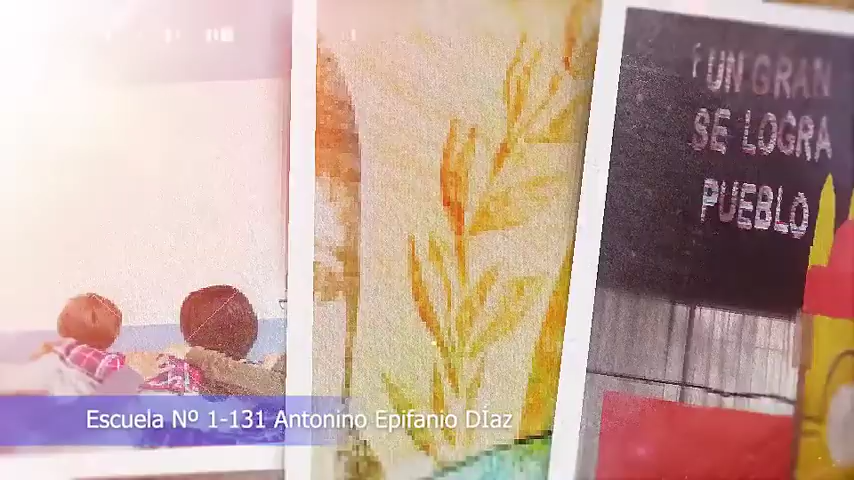 UN GRAN
SE LOGRA
PUEBLO
Escuela Nº 1-131 Antonino Epifanio DÍaz